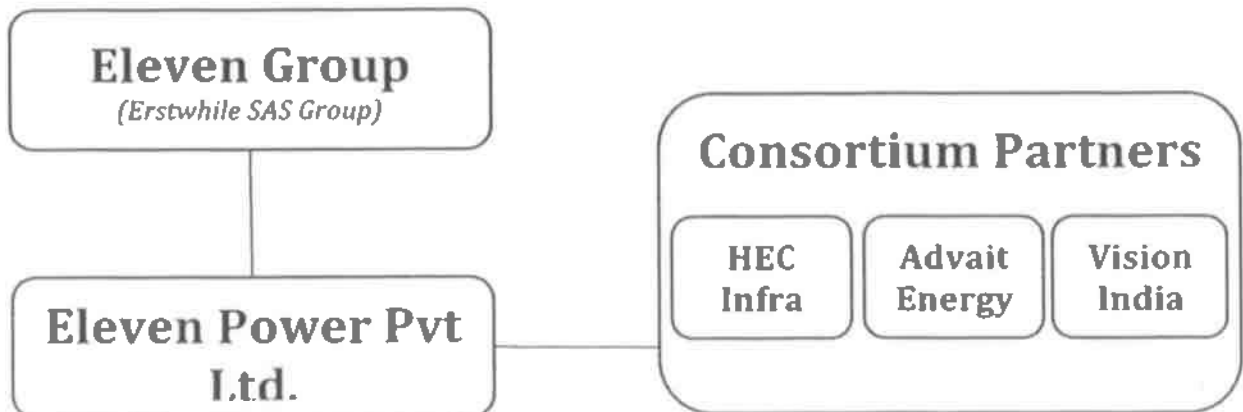 Eleven Group
(Erstwhile SAS Group)
Consortium Partners
HEC
Infra
Advait
Energy
Vision
India
Eleven Power Pvt
Ltd.